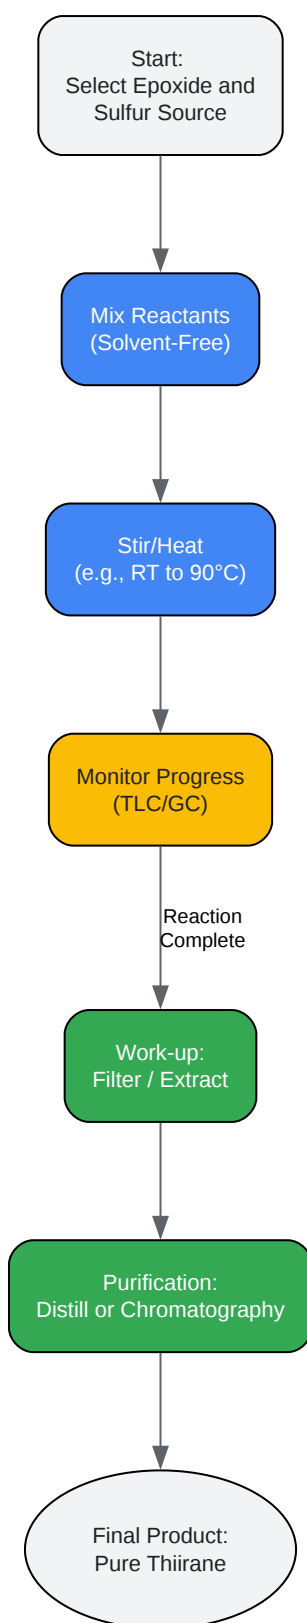 Start:
Select Epoxide and
Sulfur Source
Mix Reactants
(Solvent-Free)
Stir/Heat
(e.g., RT to 90°C)
Monitor Progress
(TLC/GC)
Reaction
Complete
Work-up:
Filter / Extract
Purification:
Distill or Chromatography
Final Product:
Pure Thiirane